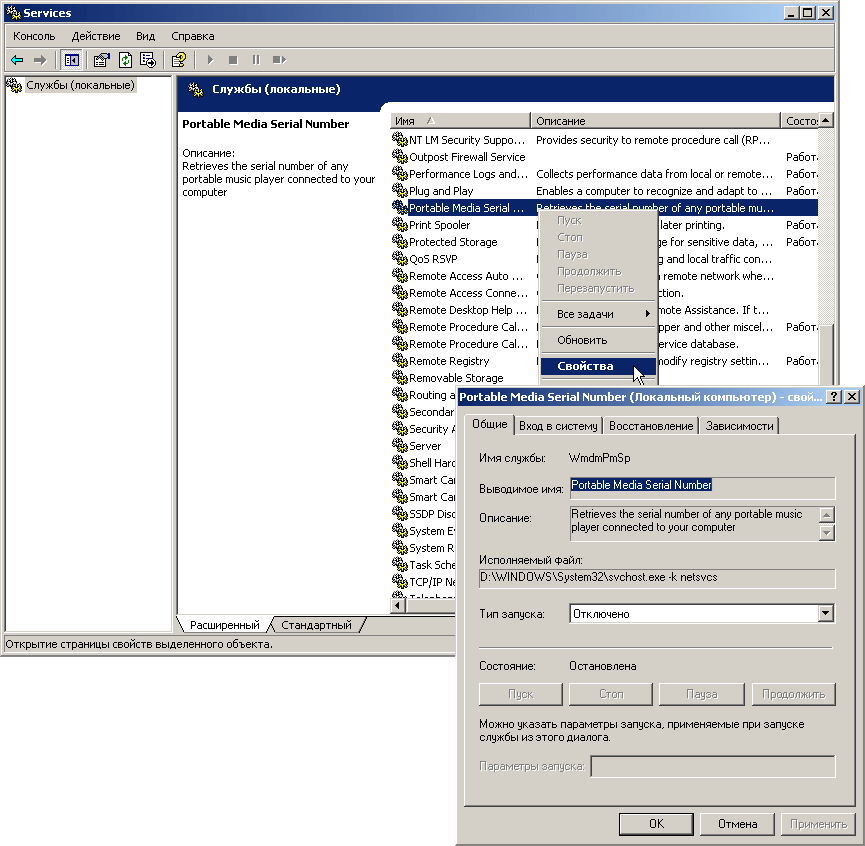 Services
Консоль Действие Вид Справка
Службы (локальные)
Службы (локальные)
Portable Media Serial Number
Описание:
Retrieves the serial number of any
portable music player connected to your
computer
Имя Описание Состо
NT LM Security Suppo... Provides security to remote procedure call (RP...
Outpost Firewall Service Работ
Performance Logs and... Collects performance data from local or remote...
Plug and Play Enables a computer to recognize and adapt to ... Работ
Portable Media Serial ... Retrieves the serial number of any portable mu...
Print Spooler later printing. Работ
Protected Storage ge for sensitive data, ... Работ
QoS RSVP g and local traffic con...
Remote Access Auto ... remote network whe...
Remote Access Conne... ction.
Remote Desktop Help ... mote Assistance. If t...
Remote Procedure Cal... pper and other miscel... Работ
Remote Procedure Cal... ervice database.
Remote Registry modify registry settin... Работ
Removable Storage
Routing a
Secondar
Security A
Server
Shell Hard
Smart Car
Smart Car
SSDP Disc
System Ev
System R
Task Sche
TCP/IP Ne
Пуск
Стоп
Пауза
Продолжить
Перезапустить
Все задачи
Обновить
Свойства
Расширенный Стандартный
Открытие страницы свойств выделенного объекта.
Portable Media Serial Number (Локальный компьютер) - свой...
Общие Вход в систему Восстановление Зависимости
Имя службы: WmdmPmSp
Выводимое имя: Portable Media Serial Number
Описание: Retrieves the serial number of any portable music
player connected to your computer
Исполняемый файл:
D:\WINDOWS\System32\svchost.exe -k netsvcs
Тип запуска: Отключено
Состояние: Остановлена
Пуск Стоп Пауза Продолжить
Можно указать параметры запуска, применяемые при запуске
службы из этого диалога.
Параметры запуска:
OK Отмена Применить